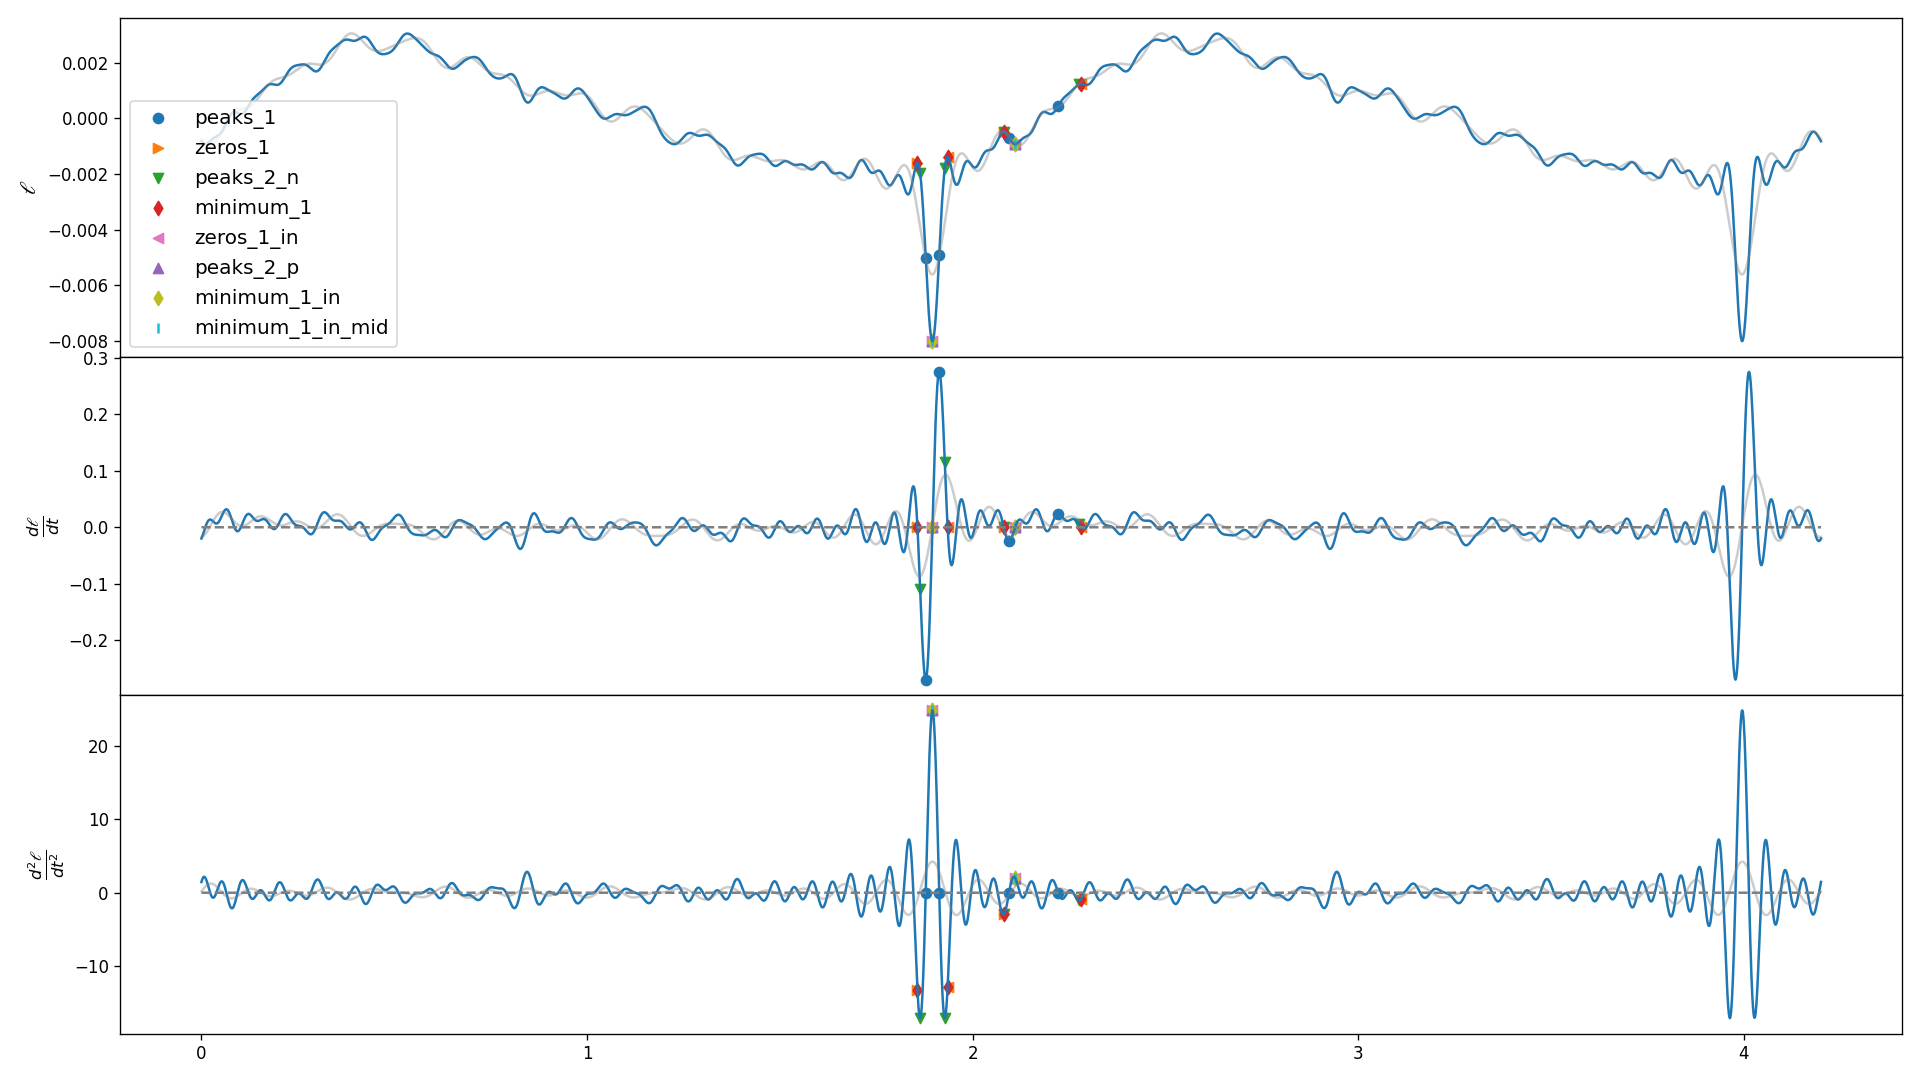 0.002
0.000
−0.002
−0.004
−0.006
−0.008
ℓ
peaks_1
zeros_1
peaks_2_n
minimum_1
zeros_1_in
peaks_2_p
minimum_1_in
minimum_1_in_mid
0.3
0.2
0.1
0.0
−0.1
−0.2
dℓ
dt
20
10
0
−10
d²ℓ
dt²
0 1 2 3 4